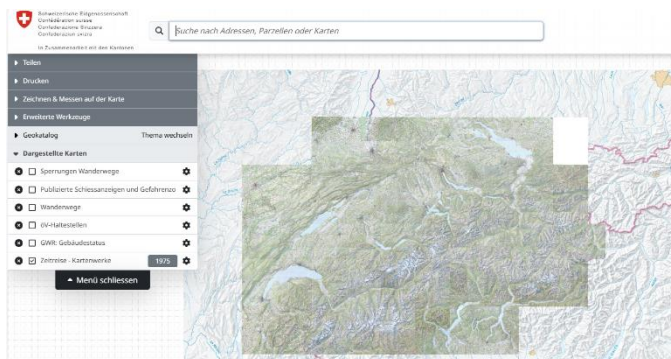 Schweizerische Eidgenossenschaft
Confédération suisse
Confederazione Svizzera
Confederaziun svizra
In Zusammenarbeit mit den Kantonen
Suche nach Adressen, Parzellen oder Karten
Teilen
Drucken
Zeichnen & Messen auf der Karte
Erweiterte Werkzeuge
Geokatalog Thema wechseln
Dargestellte Karten
Sperrungen Wanderwege
Publizierte Schiessanzeigen und Gefahrenzo
Wanderwege
öV-Haltestellen
GWR: Gebäudestatus
Zeitreise - Kartenwerke 1975
Menü schliessen